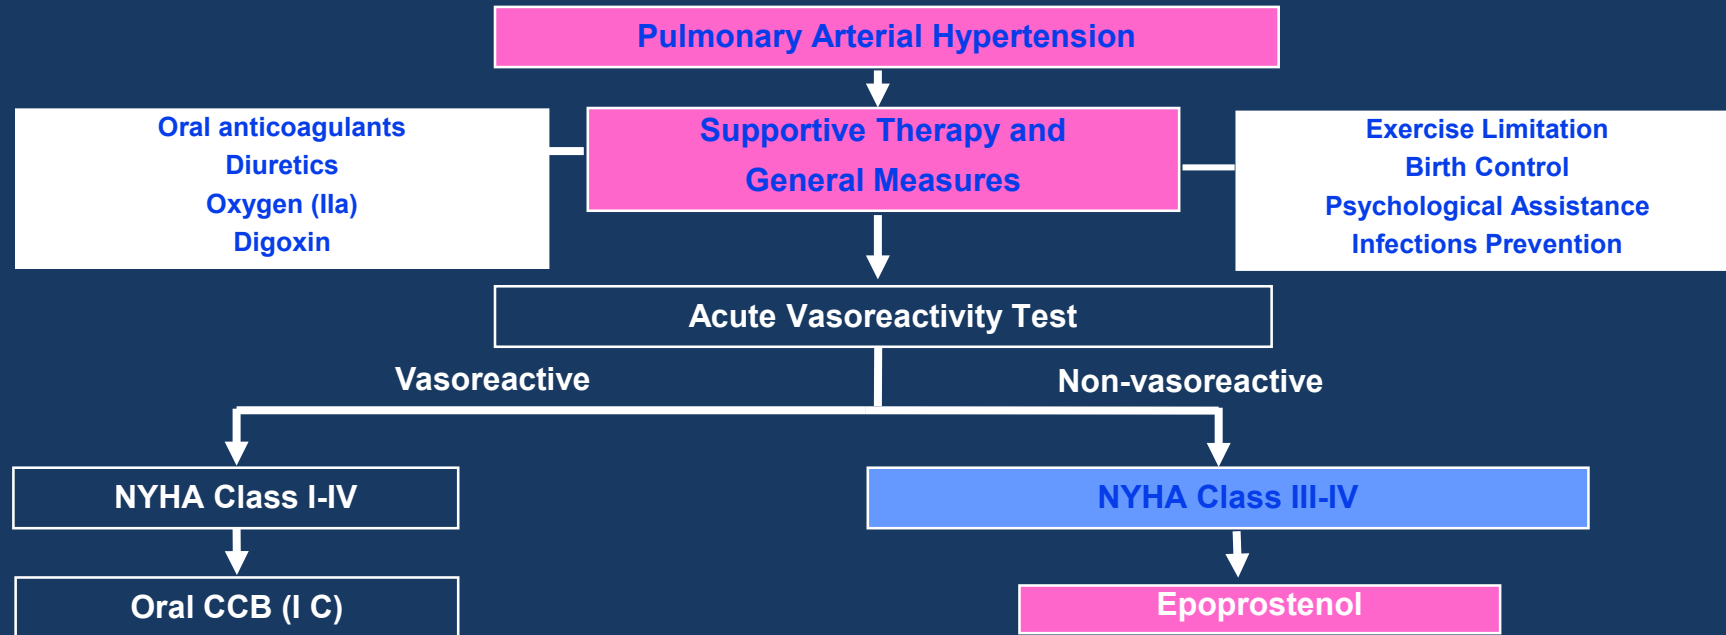 Pulmonary Arterial Hypertension
Oral anticoagulants
Diuretics
Oxygen (IIa)
Digoxin
Supportive Therapy and
General Measures
Exercise Limitation
Birth Control
Psychological Assistance
Infections Prevention
Acute Vasoreactivity Test
Vasoreactive
Non-vasoreactive
NYHA Class I-IV
NYHA Class III-IV
Oral CCB (I C)
Epoprostenol